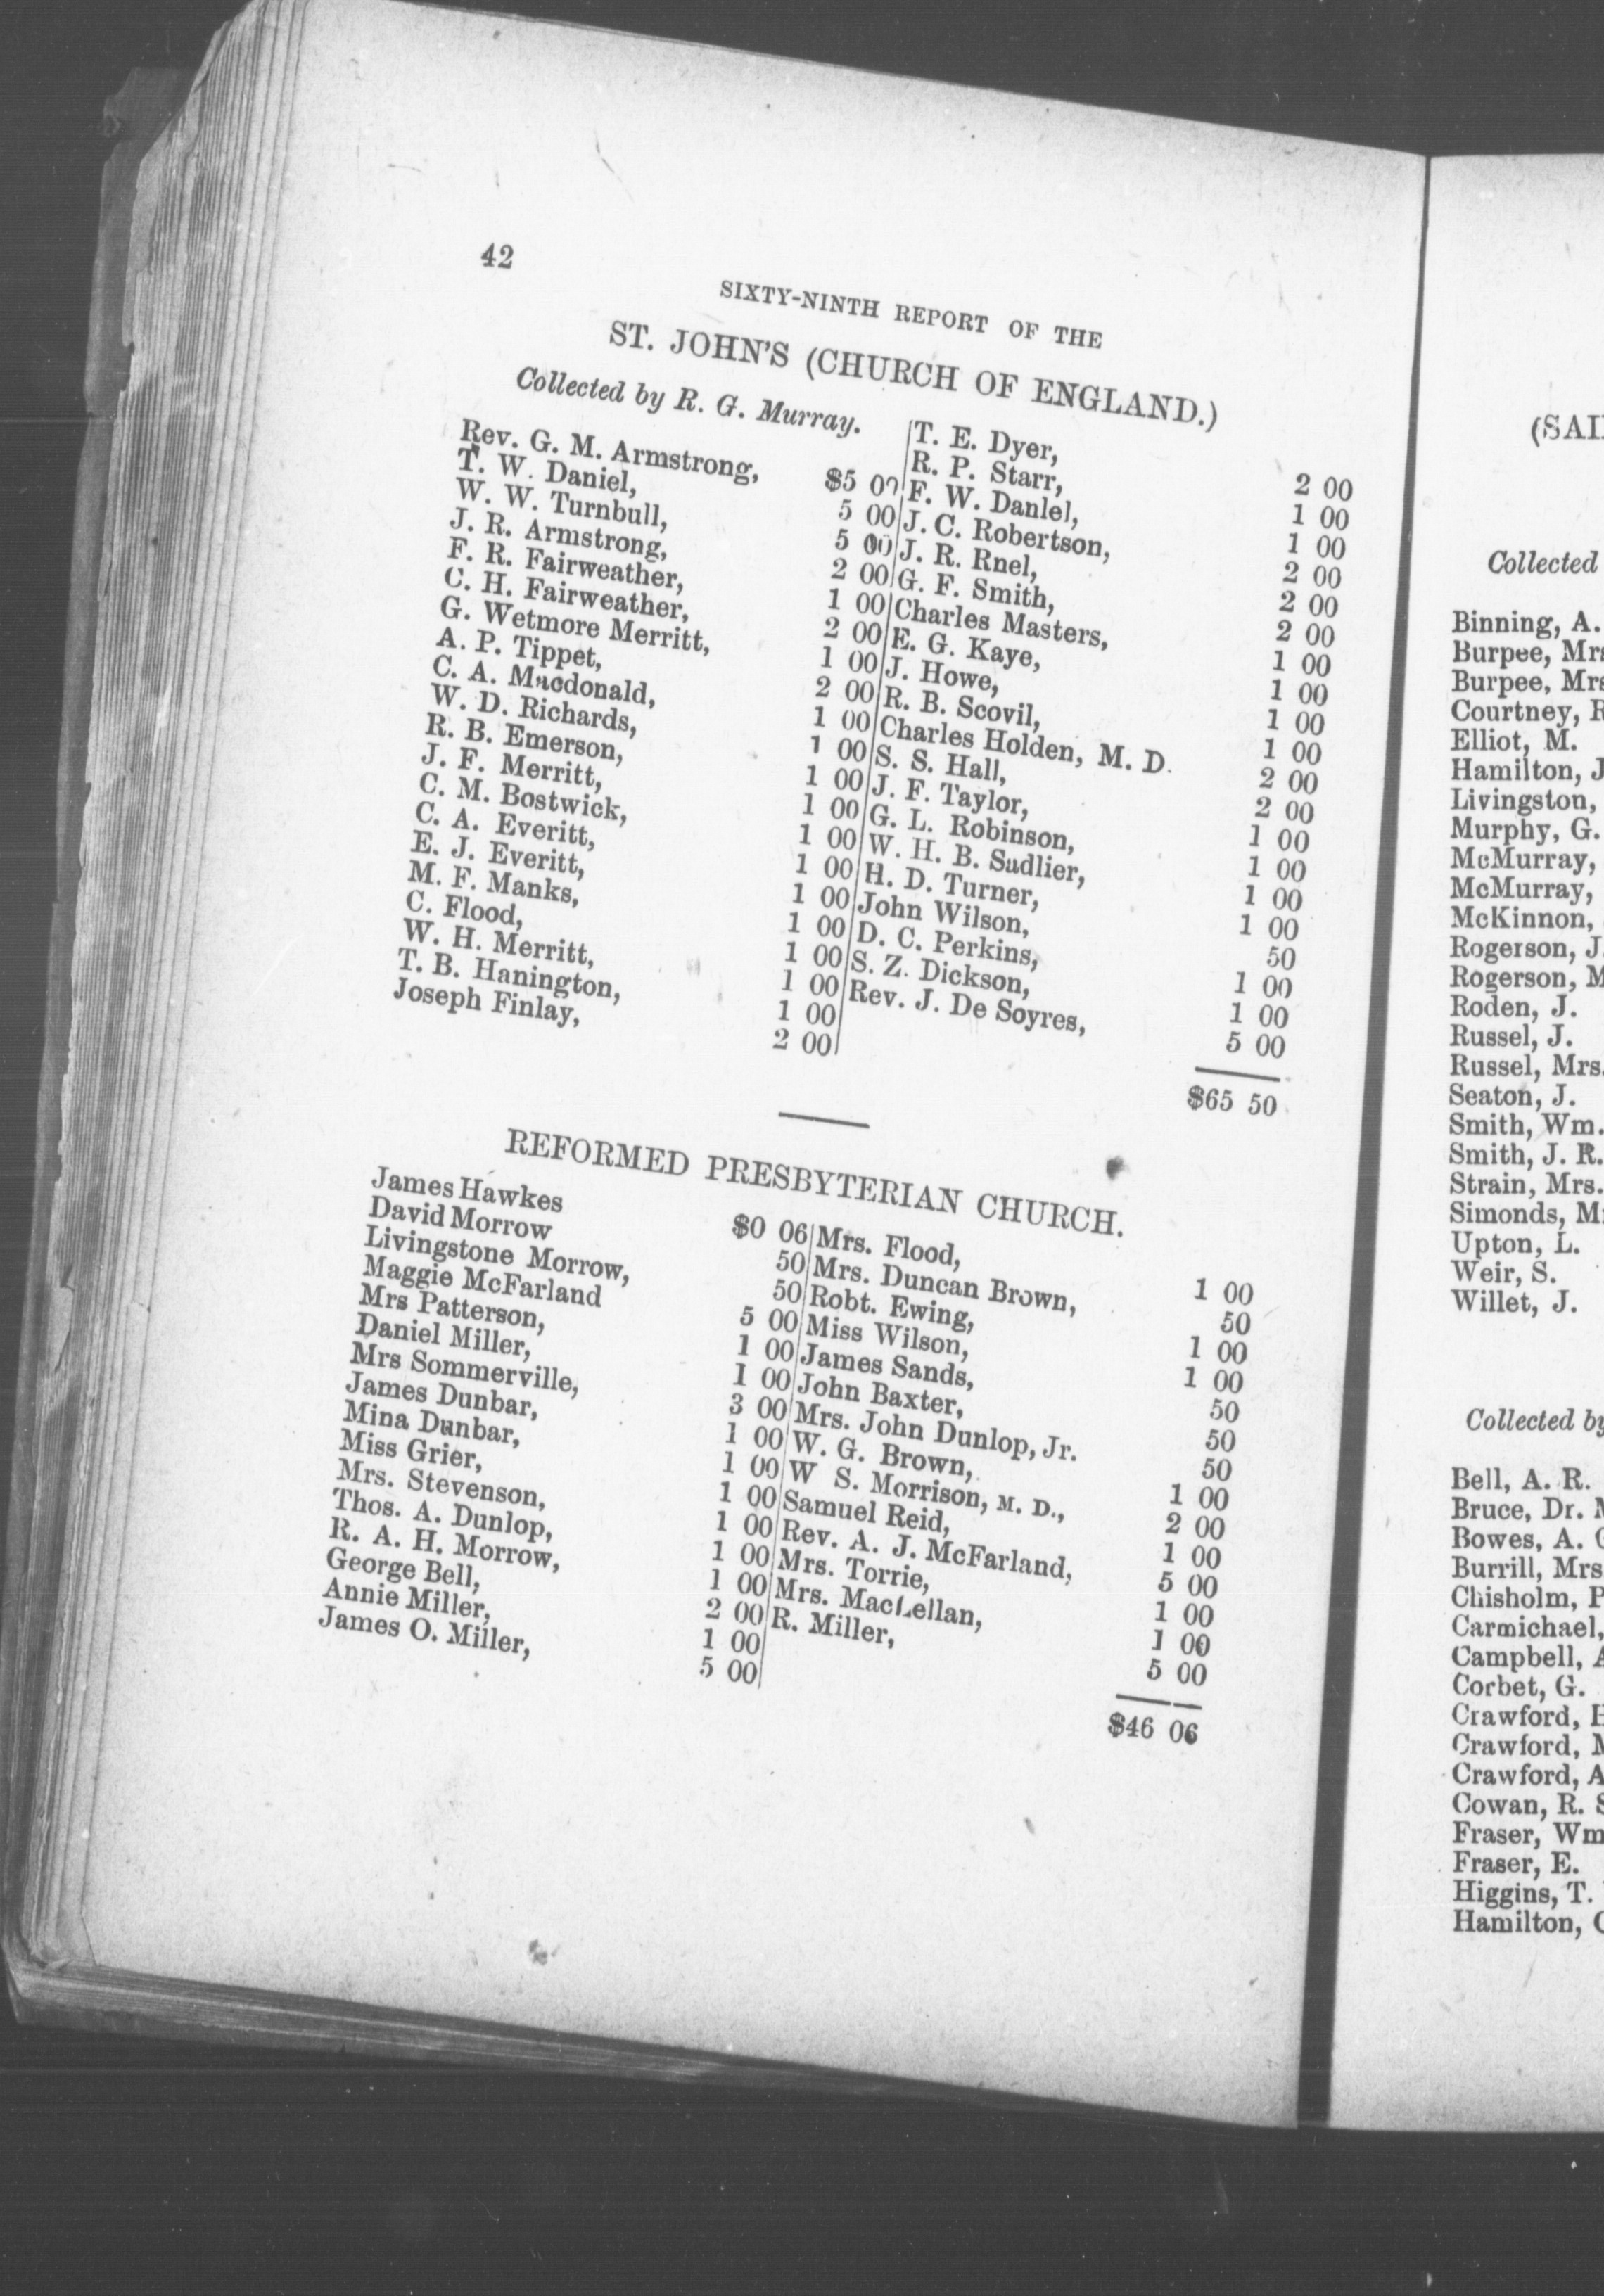 42
SIXTY-NINTH REPORT OF THE
ST. JOHN'S (CHURCH OF ENGLAND.)
Collected by R. G. Murray.
Rev. G. M. Armstrong, $5 00
T. W. Daniel, 5 00
W. W. Turnbull, 5 00
J. R. Armstrong, 2 00
F. R. Fairweather, 1 00
C. H. Fairweather, 2 00
G. Wetmore Merritt, 1 00
A. P. Tippet, 2 00
C. A. Macdonald, 1 00
W. D. Richards, 1 00
R. B. Emerson, 1 00
J. F. Merritt, 1 00
C. M. Bostwick, 1 00
C. A. Everitt, 1 00
E. J. Everitt, 1 00
M. F. Manks, 1 00
C. Flood, 1 00
W. H. Merritt, 1 00
T. B. Hanington, 1 00
Joseph Finlay, 2 00
T. E. Dyer, 2 00
R. P. Starr, 1 00
F. W. Danlel, 1 00
J. C. Robertson, 2 00
J. R. Rnel, 2 00
G. F. Smith, 2 00
Charles Masters, 1 00
E. G. Kaye, 1 00
J. Howe, 1 00
R. B. Scovil, 1 00
Charles Holden, M. D. 2 00
S. S. Hall, 2 00
J. F. Taylor, 1 00
G. L. Robinson, 1 00
W. H. B. Sadlier, 1 00
H. D. Turner, 1 00
John Wilson, 50
D. C. Perkins, 1 00
S. Z. Dickson, 1 00
Rev. J. De Soyres, 5 00
$65 50
REFORMED PRESBYTERIAN CHURCH.
James Hawkes $0 06
David Morrow 50
Livingstone Morrow, 50
Maggie McFarland 5 00
Mrs Patterson, 1 00
Daniel Miller, 1 00
Mrs Sommerville, 3 00
James Dunbar, 1 00
Mina Dunbar, 1 00
Miss Grier, 1 00
Mrs. Stevenson, 1 00
Thos. A. Dunlop, 1 00
R. A. H. Morrow, 1 00
George Bell, 2 00
Annie Miller, 1 00
James O. Miller, 5 00
Mrs. Flood, 1 00
Mrs. Duncan Brown, 50
Robt. Ewing, 1 00
Miss Wilson, 1 00
James Sands, 50
John Baxter, 50
Mrs. John Dunlop, Jr. 50
W. G. Brown, 1 00
W S. Morrison, M. D., 2 00
Samuel Reid, 1 00
Rev. A. J. McFarland, 5 00
Mrs. Torrie, 1 00
Mrs. MacLellan, 1 00
R. Miller, 5 00
$46 06
Collected
Binning, A.
Burpee,
Burpee,
Courtney,
Elliot, M.
Hamilton,
Livingston,
Murphy, G.
McMurray,
McMurray,
McKinnon,
Rogerson, J.
Rogerson,
Roden, J.
Russel, J.
Russel, Mrs.
Seaton, J.
Smith, Wm.
Smith, J. R.
Strain, Mrs.
Simonds,
Upton, L.
Weir, S.
Willet, J.
Collected by
Bell, A. R.
Bruce, Dr.
Bowes, A.
Burrill, Mrs
Chisholm,
Carmichael,
Campbell,
Corbet, G.
Crawford,
Crawford,
Crawford,
Cowan, R.
Fraser, Wm
Fraser, E.
Higgins, T.
Hamilton,